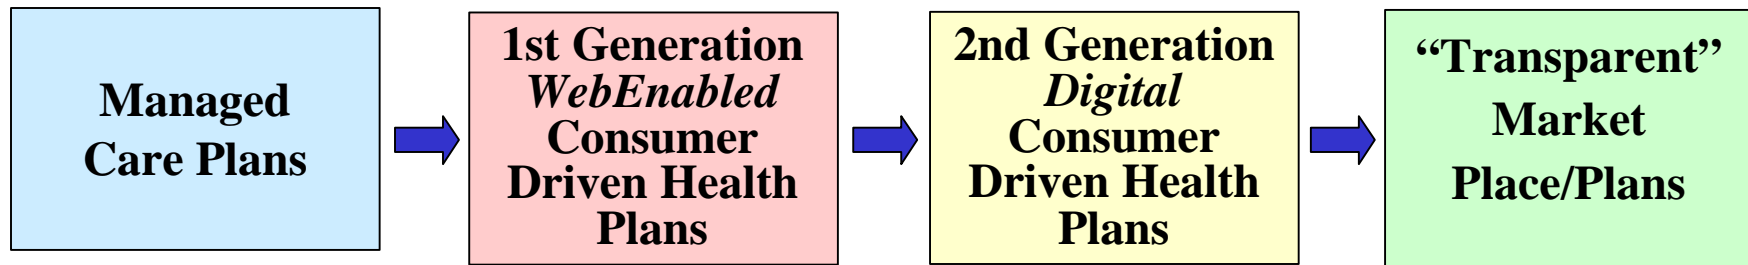 Managed
Care Plans
1st Generation
WebEnabled
Consumer
Driven Health
Plans
2nd Generation
Digital
Consumer
Driven Health
Plans
“Transparent”
Market
Place/Plans